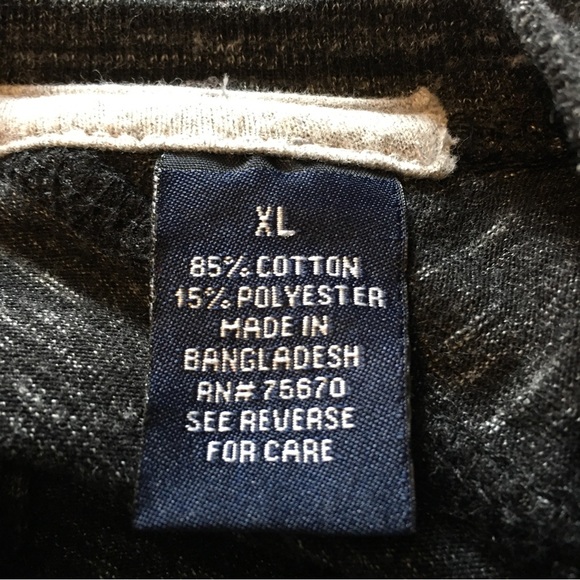 XL
85% COTTON
15% POLYESTER
MADE IN
BANGLADESH
RN# 75670
SEE REVERSE
FOR CARE